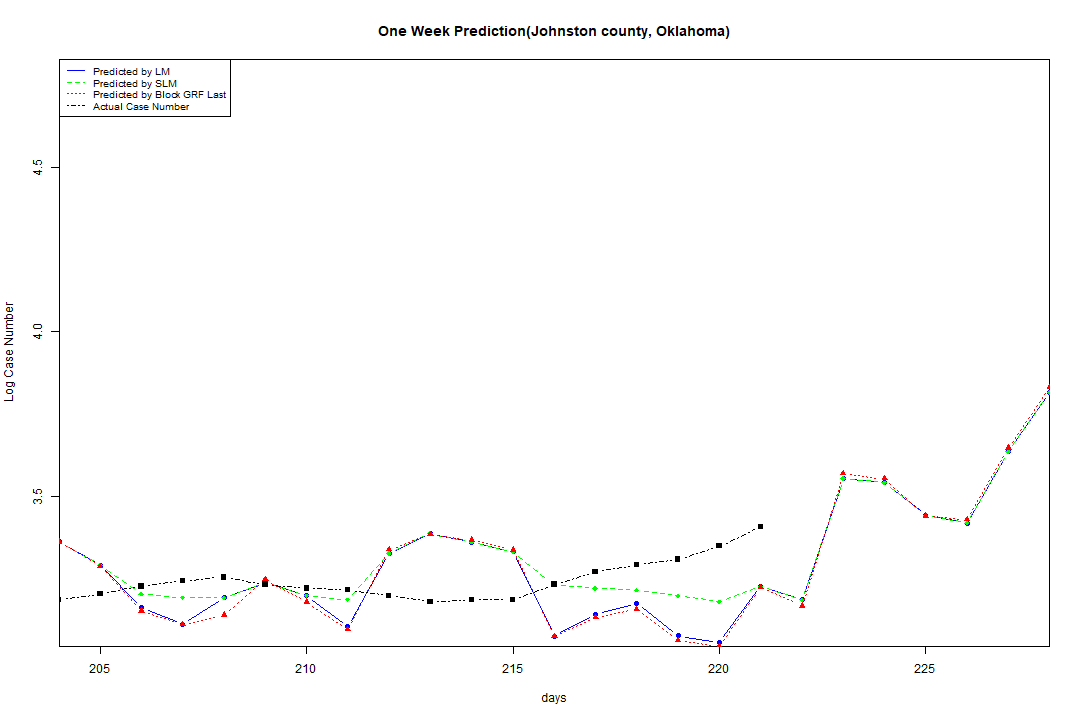 One Week Prediction(Johnston county, Oklahoma)
Predicted by LM
Predicted by SLM
Predicted by Block GRF Last
Actual Case Number
Log Case Number
4.5
4.0
3.5
205 210 215 220 225
days